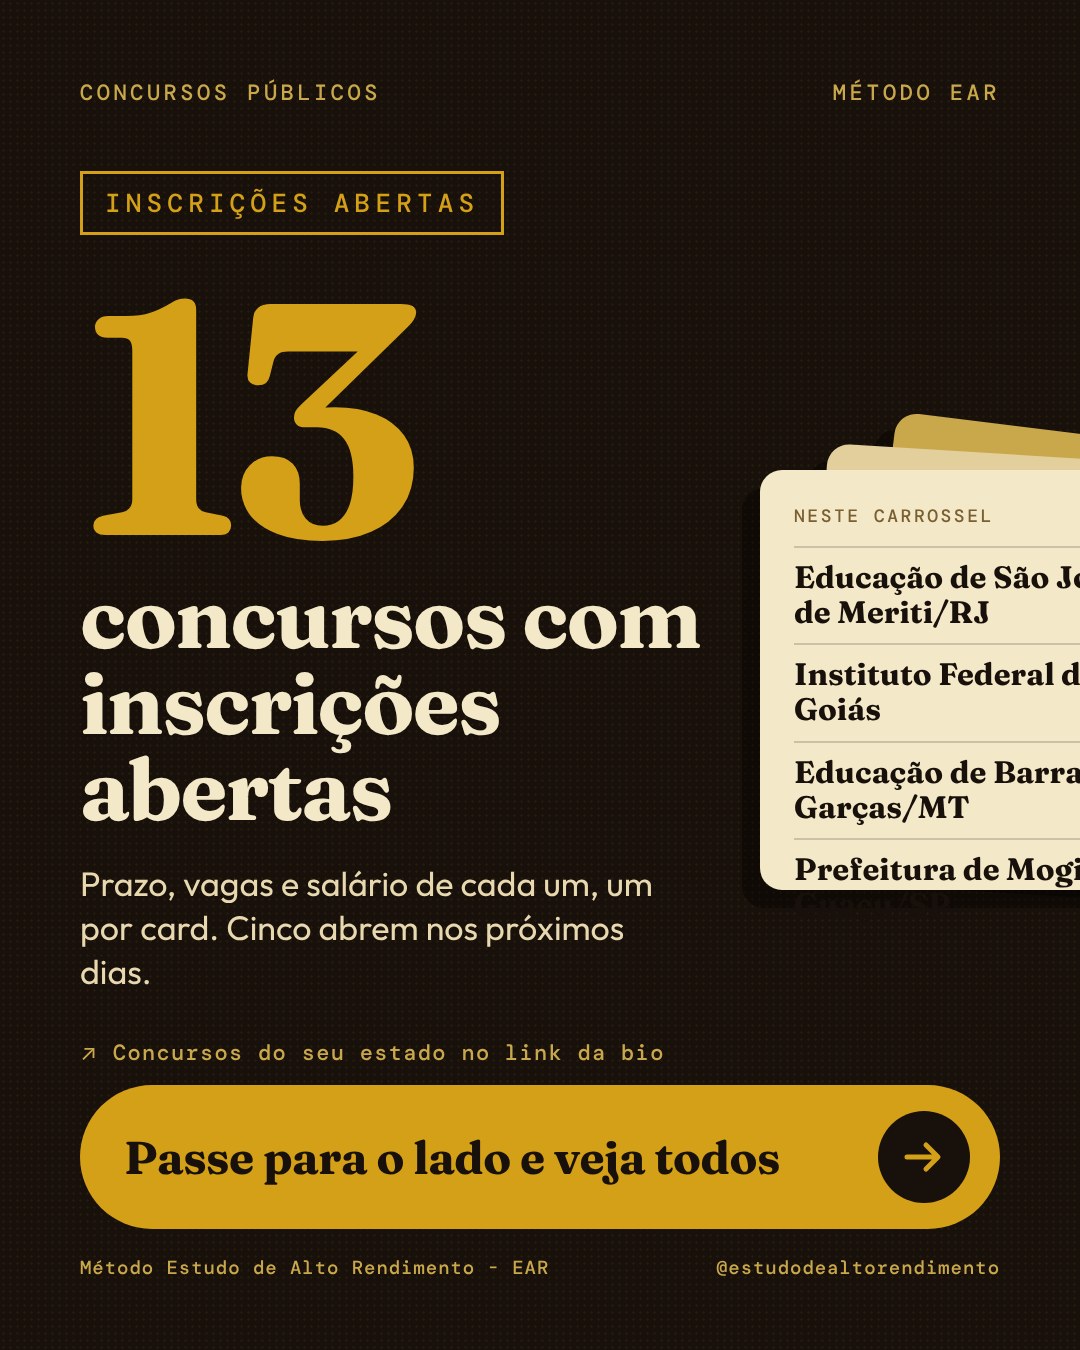 CONCURSOS PÚBLICOS
MÉTODO EAR
INSCRIÇÕES ABERTAS
13
concursos com
inscrições
abertas
Prazo, vagas e salário de cada um, um
por card. Cinco abrem nos próximos
dias.
NESTE CARROSSEL
Educação de São
de Meriti/RJ
Instituto Federal
Goiás
Educação de Barra
Garças/MT
Prefeitura de Mogi
↗ Concursos do seu estado no link da bio
Passe para o lado e veja todos
Método Estudo de Alto Rendimento - EAR
@estudodealtorendimento